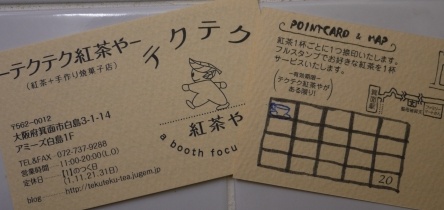 ーテクテク紅茶やー
(紅茶+手作り焼菓子店)
〒562-0012
大阪府箕面市白島3-1-14
アミーズ白島1F
TEL&FAX・072-737-9288
営業時間・11:00-20:00(L.O)
定休日・【1】のつく日
(1.11.21.31日)
blog http://tekuteku-tea.jugem.jp/
テクテク
紅茶や
a booth focu
POINTCARD & MAP
紅茶1杯ごとに1つ捺印いたします。
フルスタンプでお好きな紅茶を1杯
サービスいたします。
テクテク紅茶やが
ある限り!
20